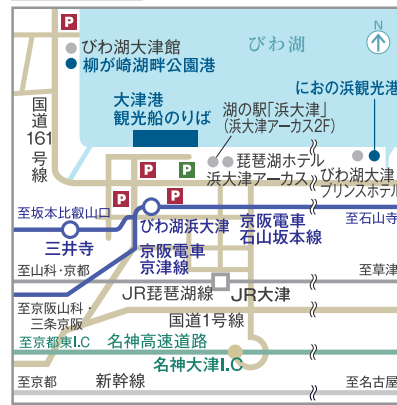 P
N
びわ湖大津館
柳が崎湖畔公園港
びわ湖
国道161号線
大津港
観光船のりば
におの浜観光港
湖の駅「浜大津」
(浜大津アーカス2F)
P
P
琵琶湖ホテル
浜大津アーカス
びわ湖大津
プリンスホテル
P
P
至坂本比叡山口
びわ湖浜大津
京阪電車
石山坂本線
至石山寺
三井寺
京阪電車
京津線
至山科・京都
至草津
JR琵琶湖線
JR大津
至京阪山科・
三条京阪
国道1号線
至京都東I.C
名神高速道路
名神大津I.C
至京都
新幹線
至名古屋